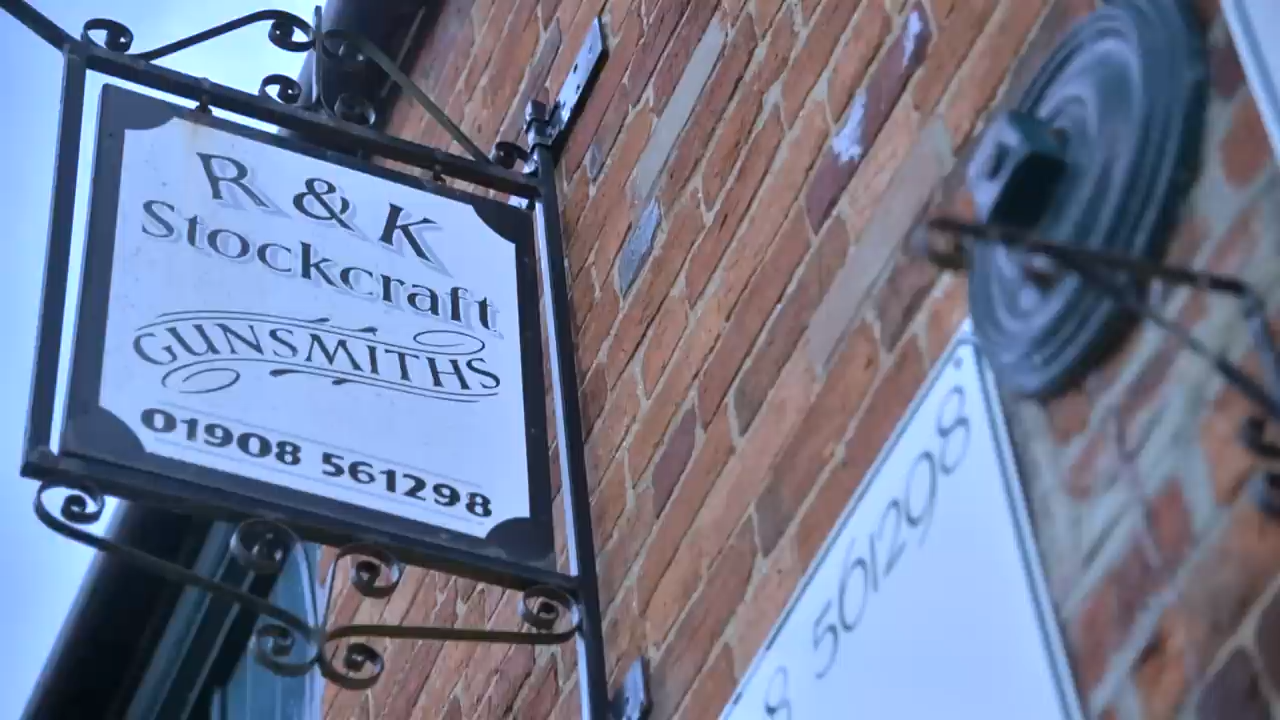 R & K
Stockcraft
GUNSMITHS
01908 561298
8 561298